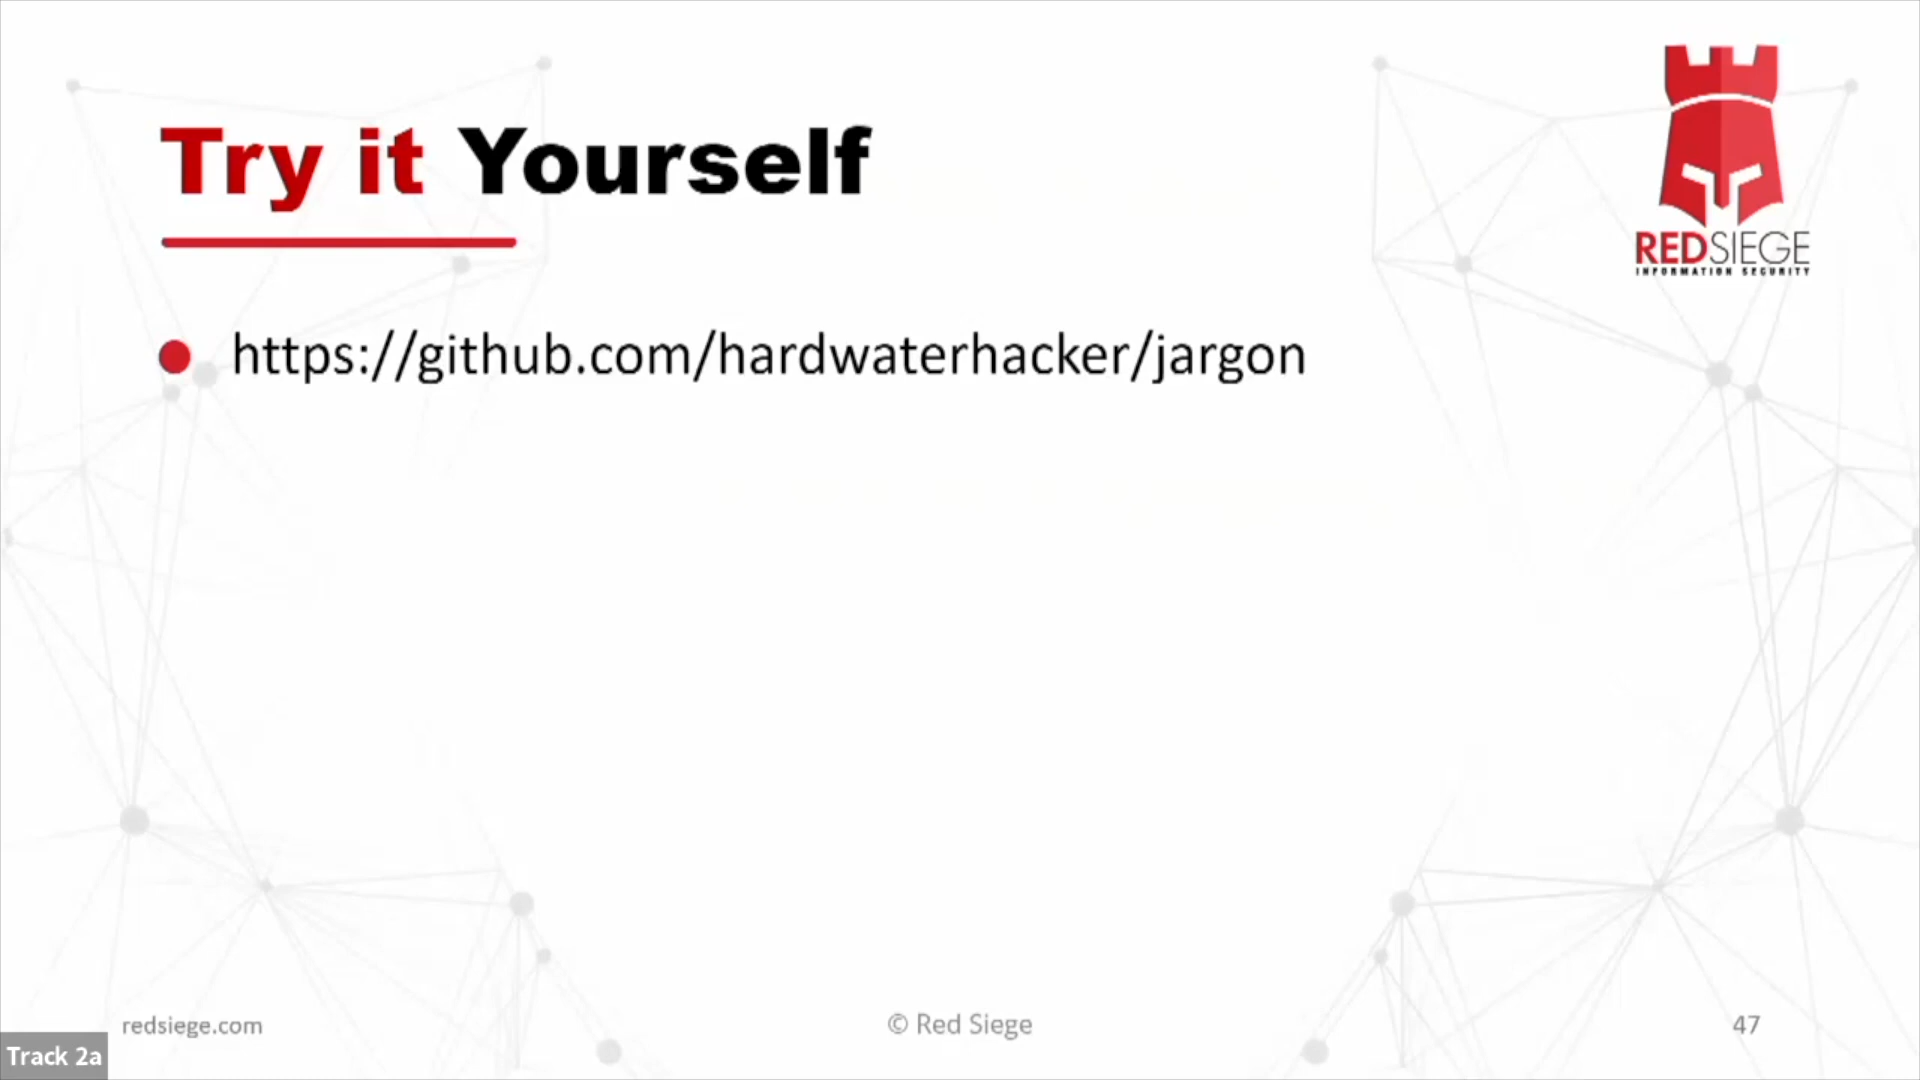 Try it Yourself
REDSIEGE
INFORMATION SECURITY
https://github.com/hardwaterhacker/jargon
redsiege.com
© Red Siege
47
Track 2a